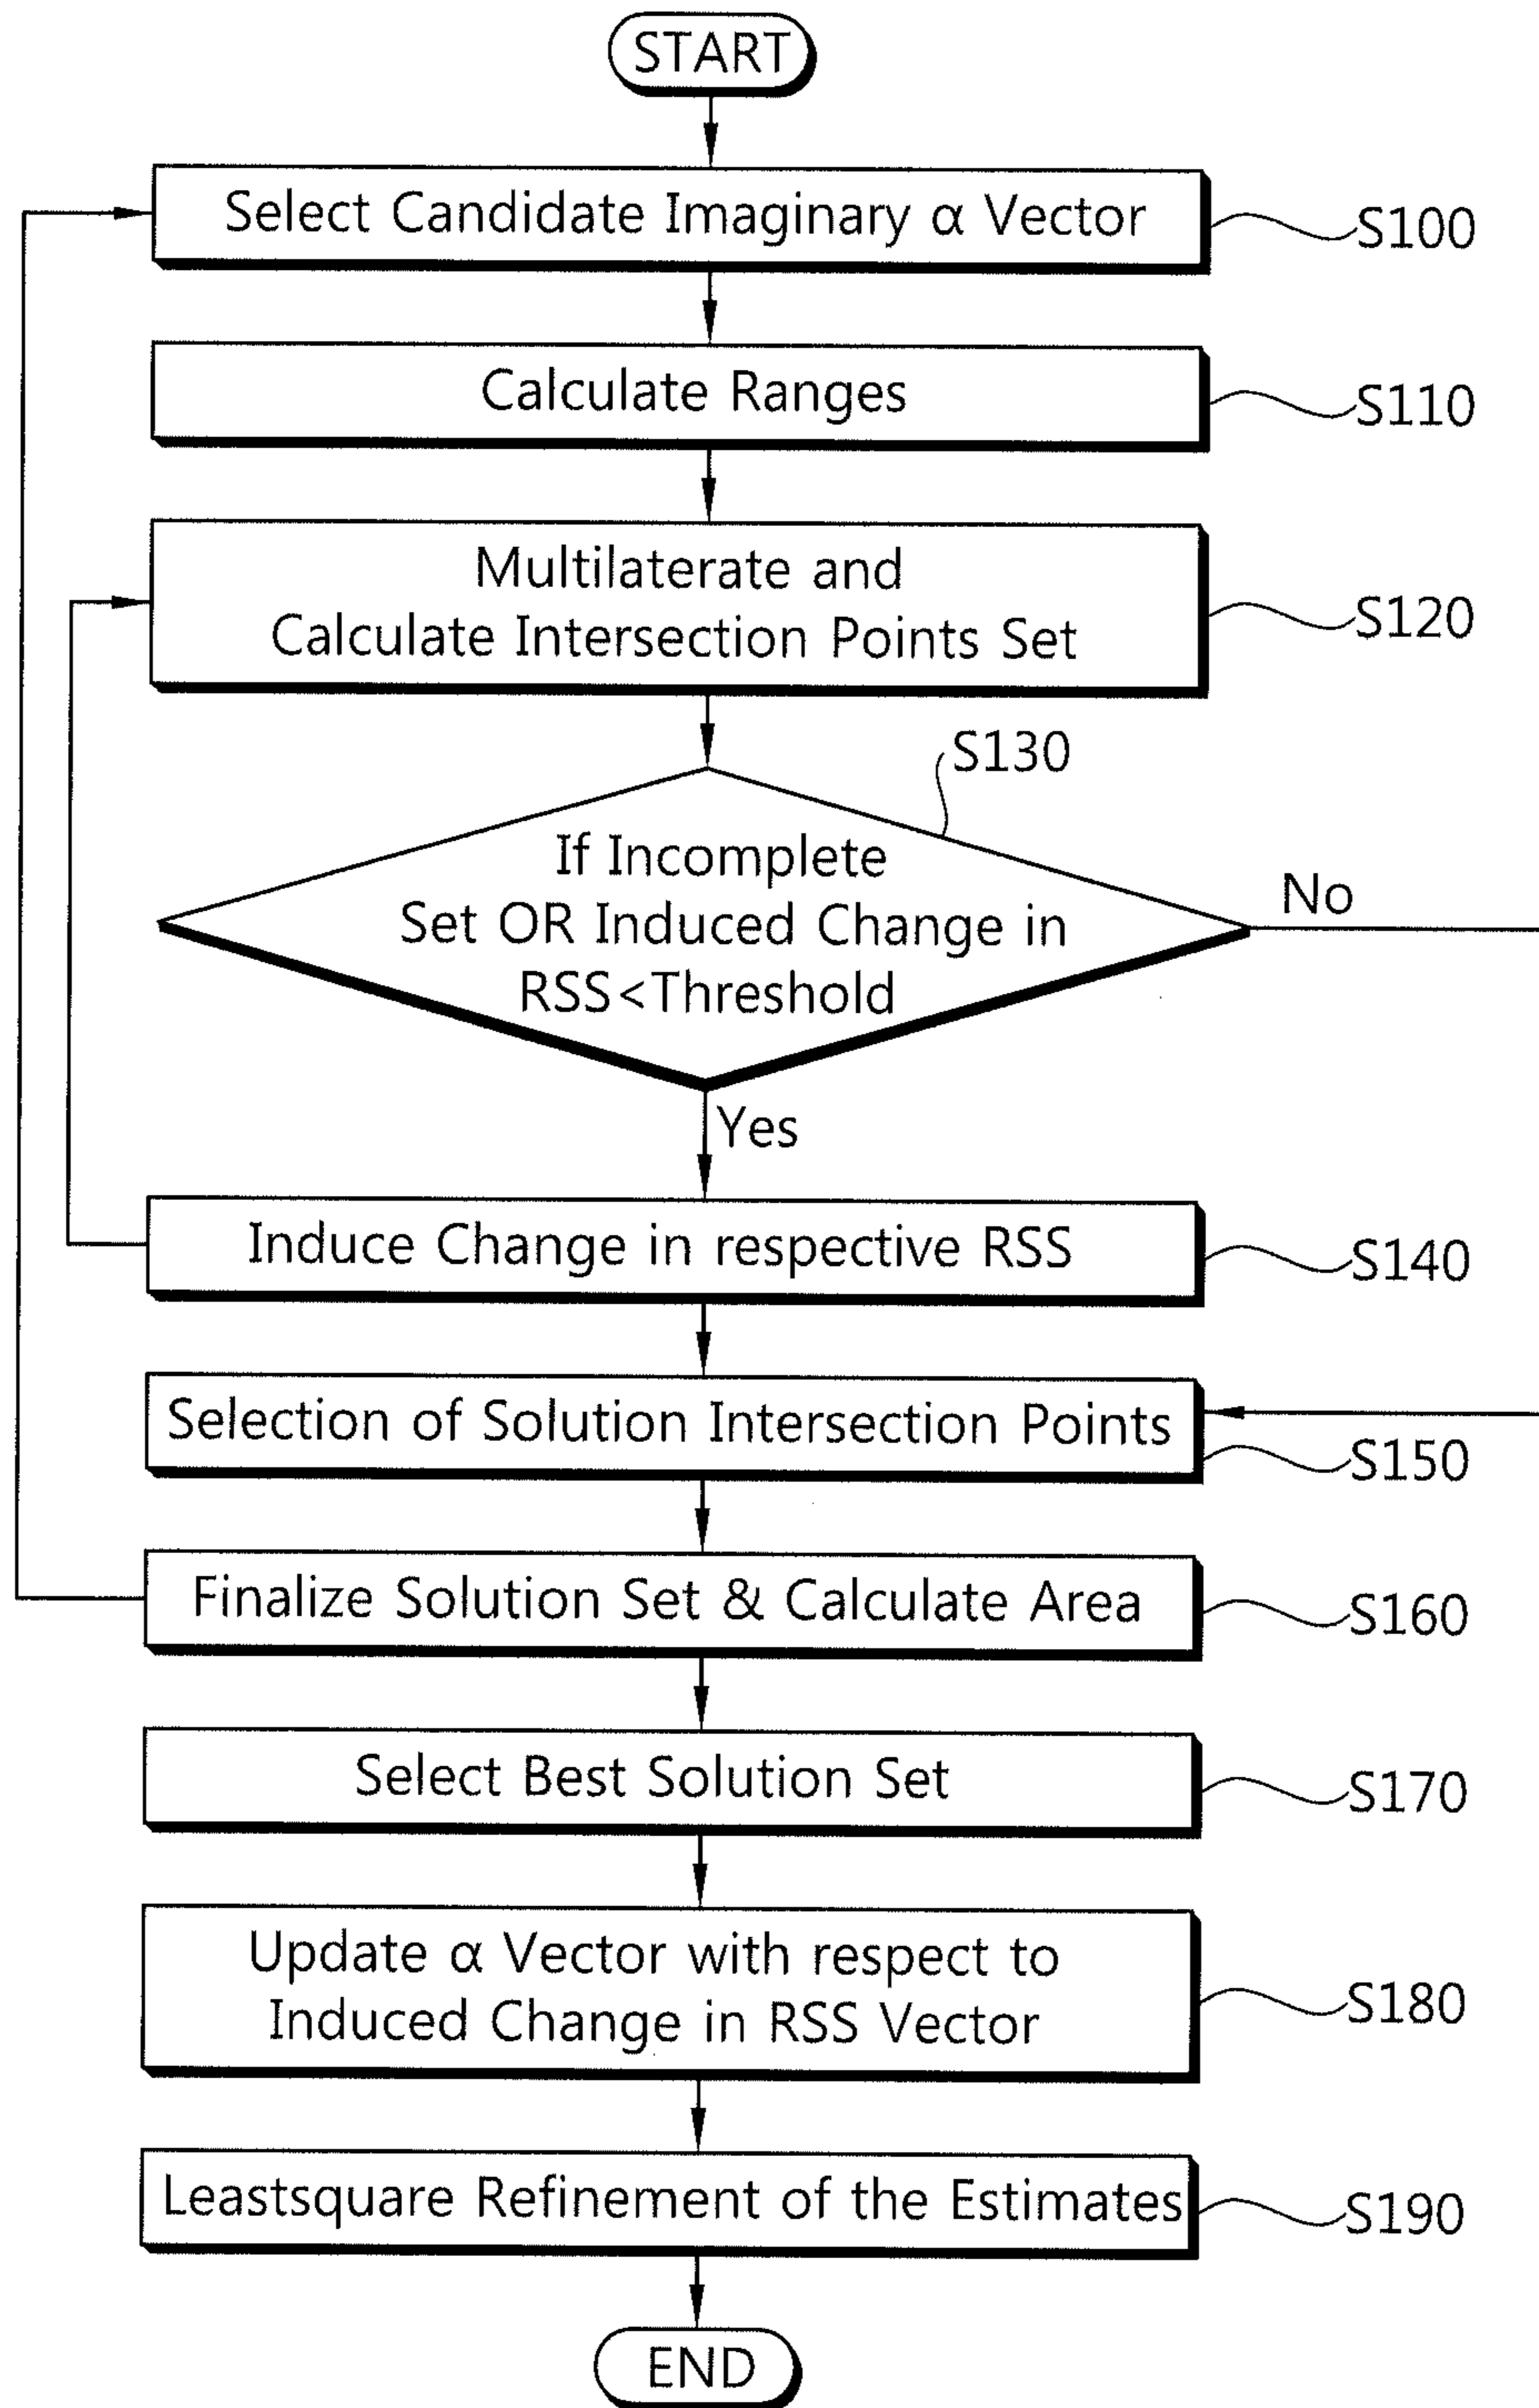 START
Select Candidate Imaginary α Vector
S100
Calculate Ranges
S110
Multilaterate and
Calculate Intersection Points Set
S120
S130
If Incomplete
Set OR Induced Change in
RSS<Threshold
No
Yes
Induce Change in respective RSS
S140
Selection of Solution Intersection Points
S150
Finalize Solution Set & Calculate Area
S160
Select Best Solution Set
S170
Update α Vector with respect to
Induced Change in RSS Vector
S180
Leastsquare Refinement of the Estimates
S190
END